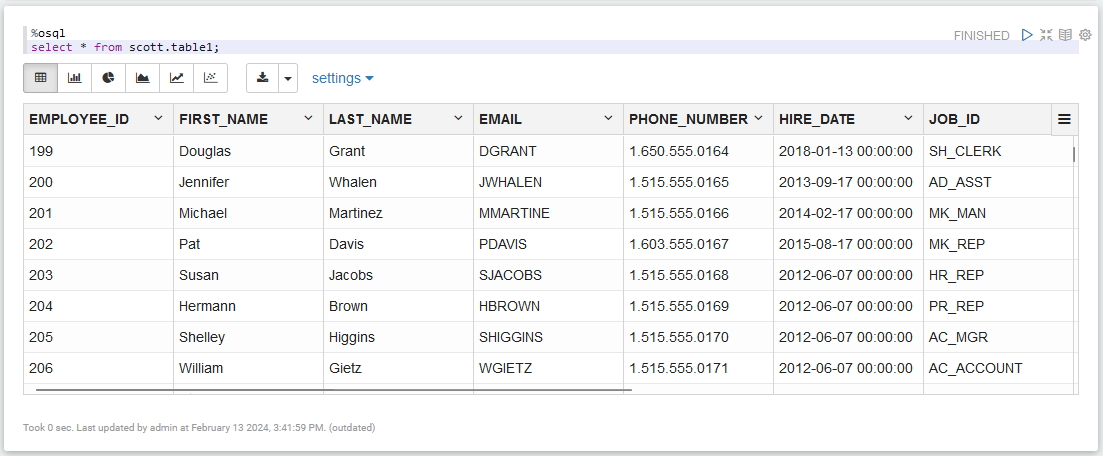 %osql
select * from scott.table1;
FINISHED
settings
EMPLOYEE_ID FIRST_NAME LAST_NAME EMAIL PHONE_NUMBER HIRE_DATE JOB_ID
199 Douglas Grant DGRANT 1.650.555.0164 2018-01-13 00:00:00 SH_CLERK
200 Jennifer Whalen JWHALEN 1.515.555.0165 2013-09-17 00:00:00 AD_ASST
201 Michael Martinez MMARTINE 1.515.555.0166 2014-02-17 00:00:00 MK_MAN
202 Pat Davis PDAVIS 1.603.555.0167 2015-08-17 00:00:00 MK_REP
203 Susan Jacobs SJACOBS 1.515.555.0168 2012-06-07 00:00:00 HR_REP
204 Hermann Brown HBROWN 1.515.555.0169 2012-06-07 00:00:00 PR_REP
205 Shelley Higgins SHIGGINS 1.515.555.0170 2012-06-07 00:00:00 AC_MGR
206 William Gietz WGIETZ 1.515.555.0171 2012-06-07 00:00:00 AC_ACCOUNT
Took 0 sec. Last updated by admin at February 13 2024, 3:41:59 PM. (outdated)